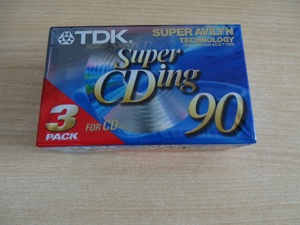 TDK
SUPER AVILYN
TECHNOLOGY
Super
CDing
3
PACK
FOR CD
90